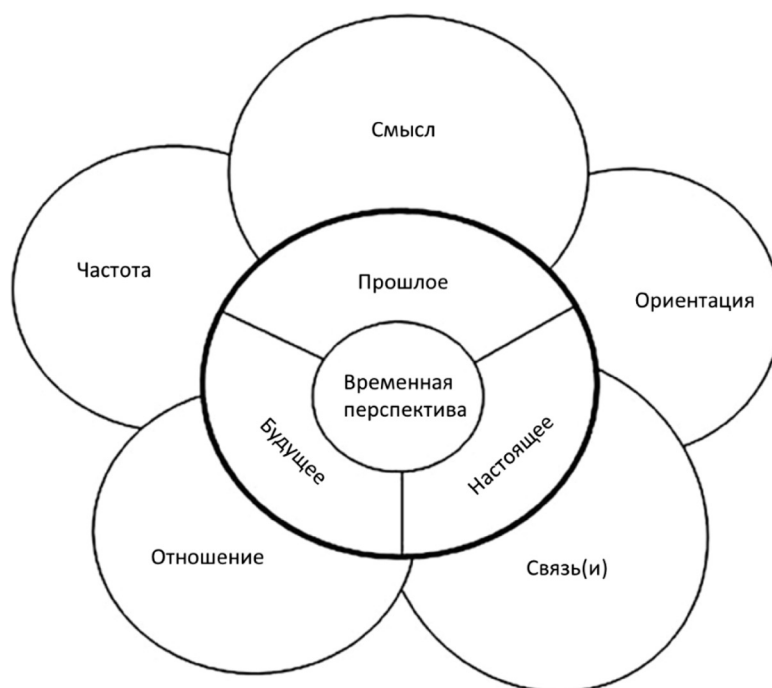 Смысл
Частота
Прошлое
Ориентация
Временная
перспектива
Будущее
Настоящее
Отношение
Связь(и)